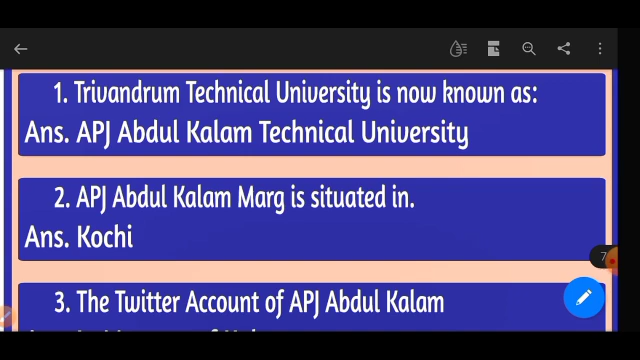 1. Trivandrum Technical University is now known as:
Ans. APJ Abdul Kalam Technical University
2. APJ Abdul Kalam Marg is situated in.
Ans. Kochi
7
3. The Twitter Account of APJ Abdul Kalam